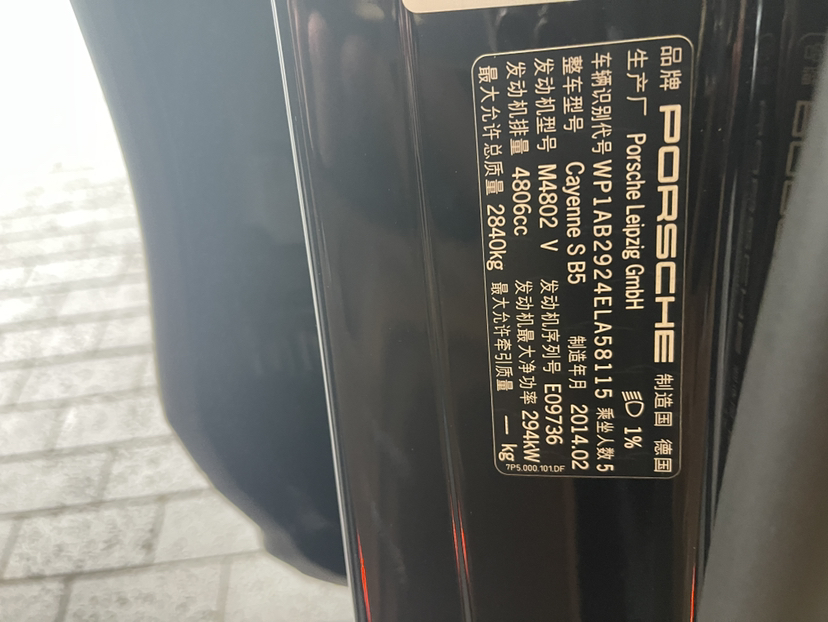 品牌 PORSCHE 制造国 德国
生产厂 Porsche Leipzig GmbH 1%
车辆识别代号 WP1AB2924ELA58115 乘坐人数 5
整车型号 Cayenne S B5 制造年月 2014.02
发动机型号 M4802 V 发动机序列号 E09736
发动机排量 4806cc 发动机最大净功率 294kW
最大允许总质量 2840kg 最大允许牵引质量 — kg
7P5.000.101.DF